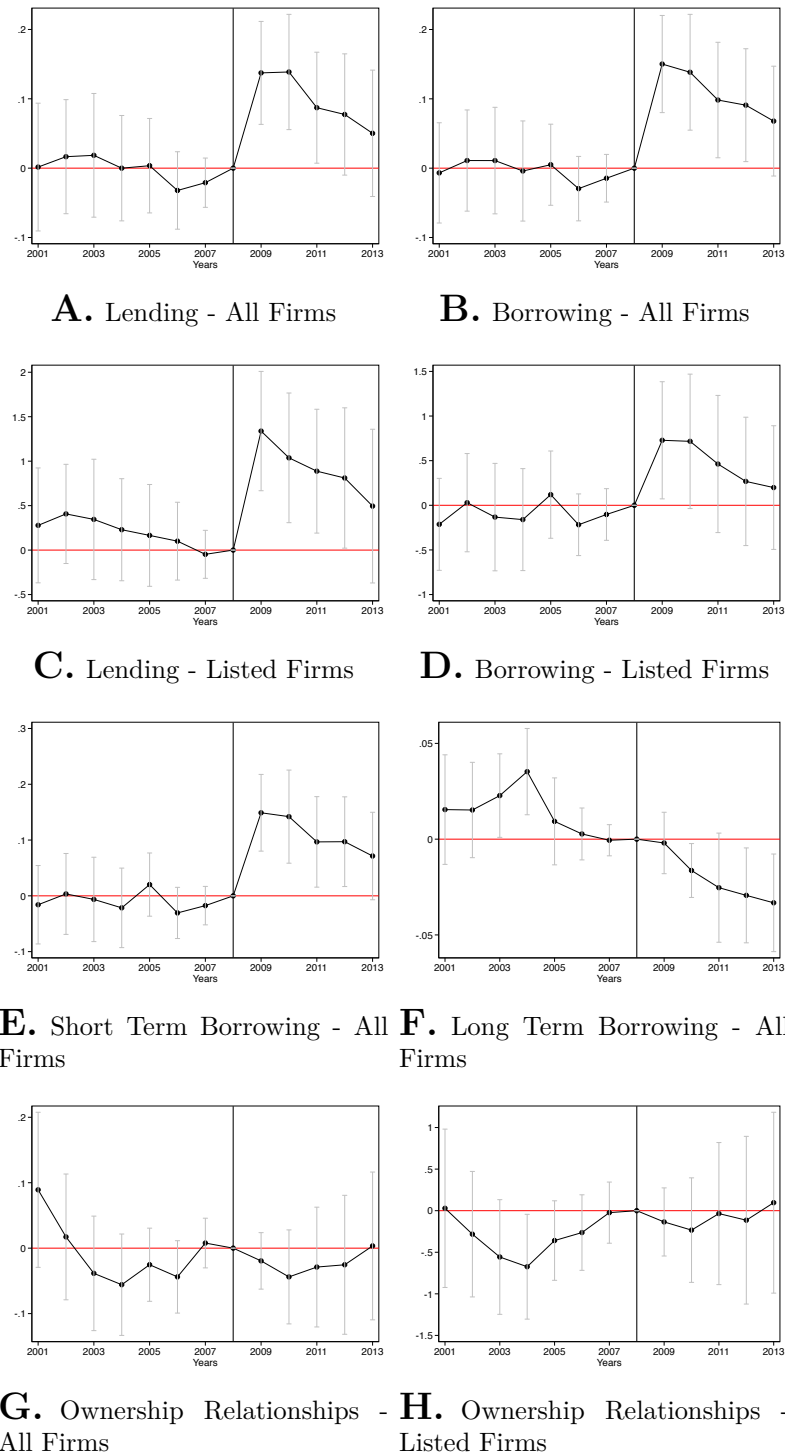 .2
.1
0
-.1
2001 2003 2005 2007 2009 2011 2013
Years
A. Lending - All Firms
.2
.1
0
-.1
2001 2003 2005 2007 2009 2011 2013
Years
B. Borrowing - All Firms
2
1.5
1
.5
0
-.5
2001 2003 2005 2007 2009 2011 2013
Years
C. Lending - Listed Firms
1.5
1
.5
0
-.5
-1
2001 2003 2005 2007 2009 2011 2013
Years
D. Borrowing - Listed Firms
.3
.2
.1
0
-.1
2001 2003 2005 2007 2009 2011 2013
Years
E. Short Term Borrowing - All
Firms
.05
0
-.05
2001 2003 2005 2007 2009 2011 2013
Years
F. Long Term Borrowing - All
Firms
.2
.1
0
-.1
2001 2003 2005 2007 2009 2011 2013
Years
G. Ownership Relationships -
All Firms
1
.5
0
-.5
-1
-1.5
2001 2003 2005 2007 2009 2011 2013
Years
H. Ownership Relationships -
Listed Firms